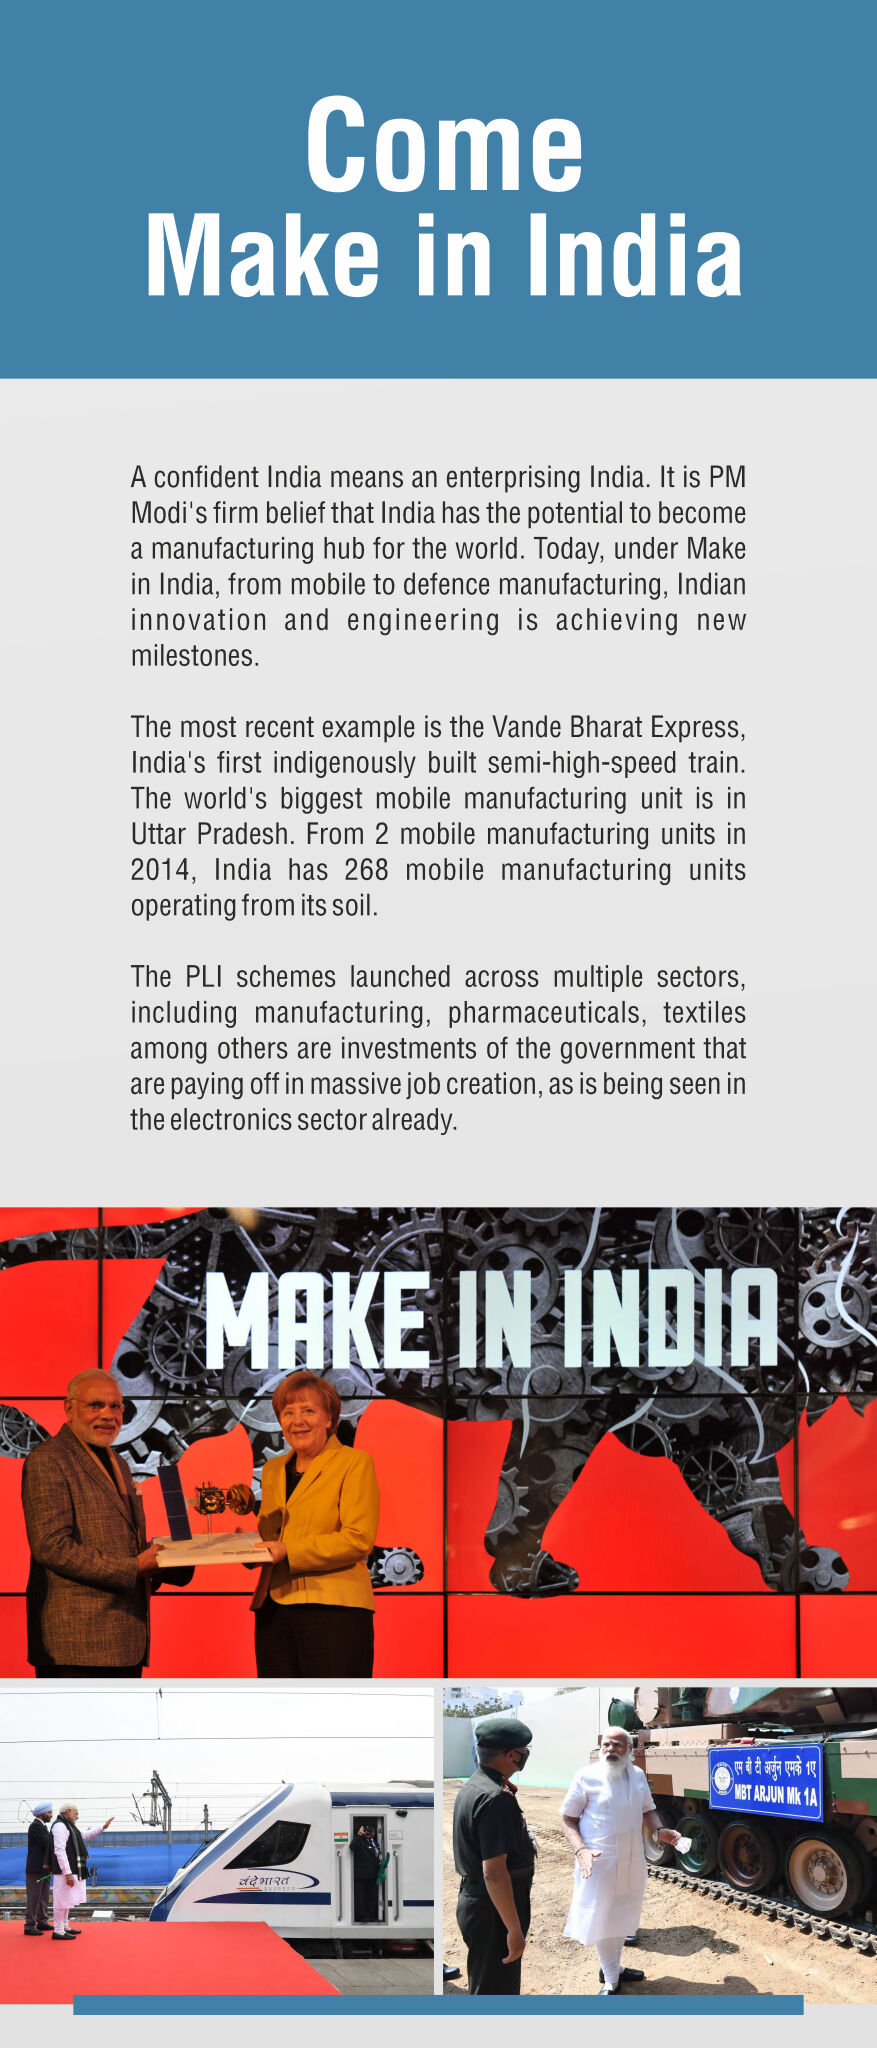 Come
Make in India
A confident India means an enterprising India. It is PM
Modi's firm belief that India has the potential to become
a manufacturing hub for the world. Today, under Make
in India, from mobile to defence manufacturing, Indian
innovation and engineering is achieving new
milestones.
The most recent example is the Vande Bharat Express,
India's first indigenously built semi-high-speed train.
The world's biggest mobile manufacturing unit is in
Uttar Pradesh. From 2 mobile manufacturing units in
2014, India has 268 mobile manufacturing units
operating from its soil.
The PLI schemes launched across multiple sectors,
including manufacturing, pharmaceuticals, textiles
among others are investments of the government that
are paying off in massive job creation, as is being seen in
the electronics sector already.
MAKE IN INDIA
वंदे भारत
EXPRESS
एम बी टी अर्जुन एमके 1ए
MBT ARJUN Mk 1A